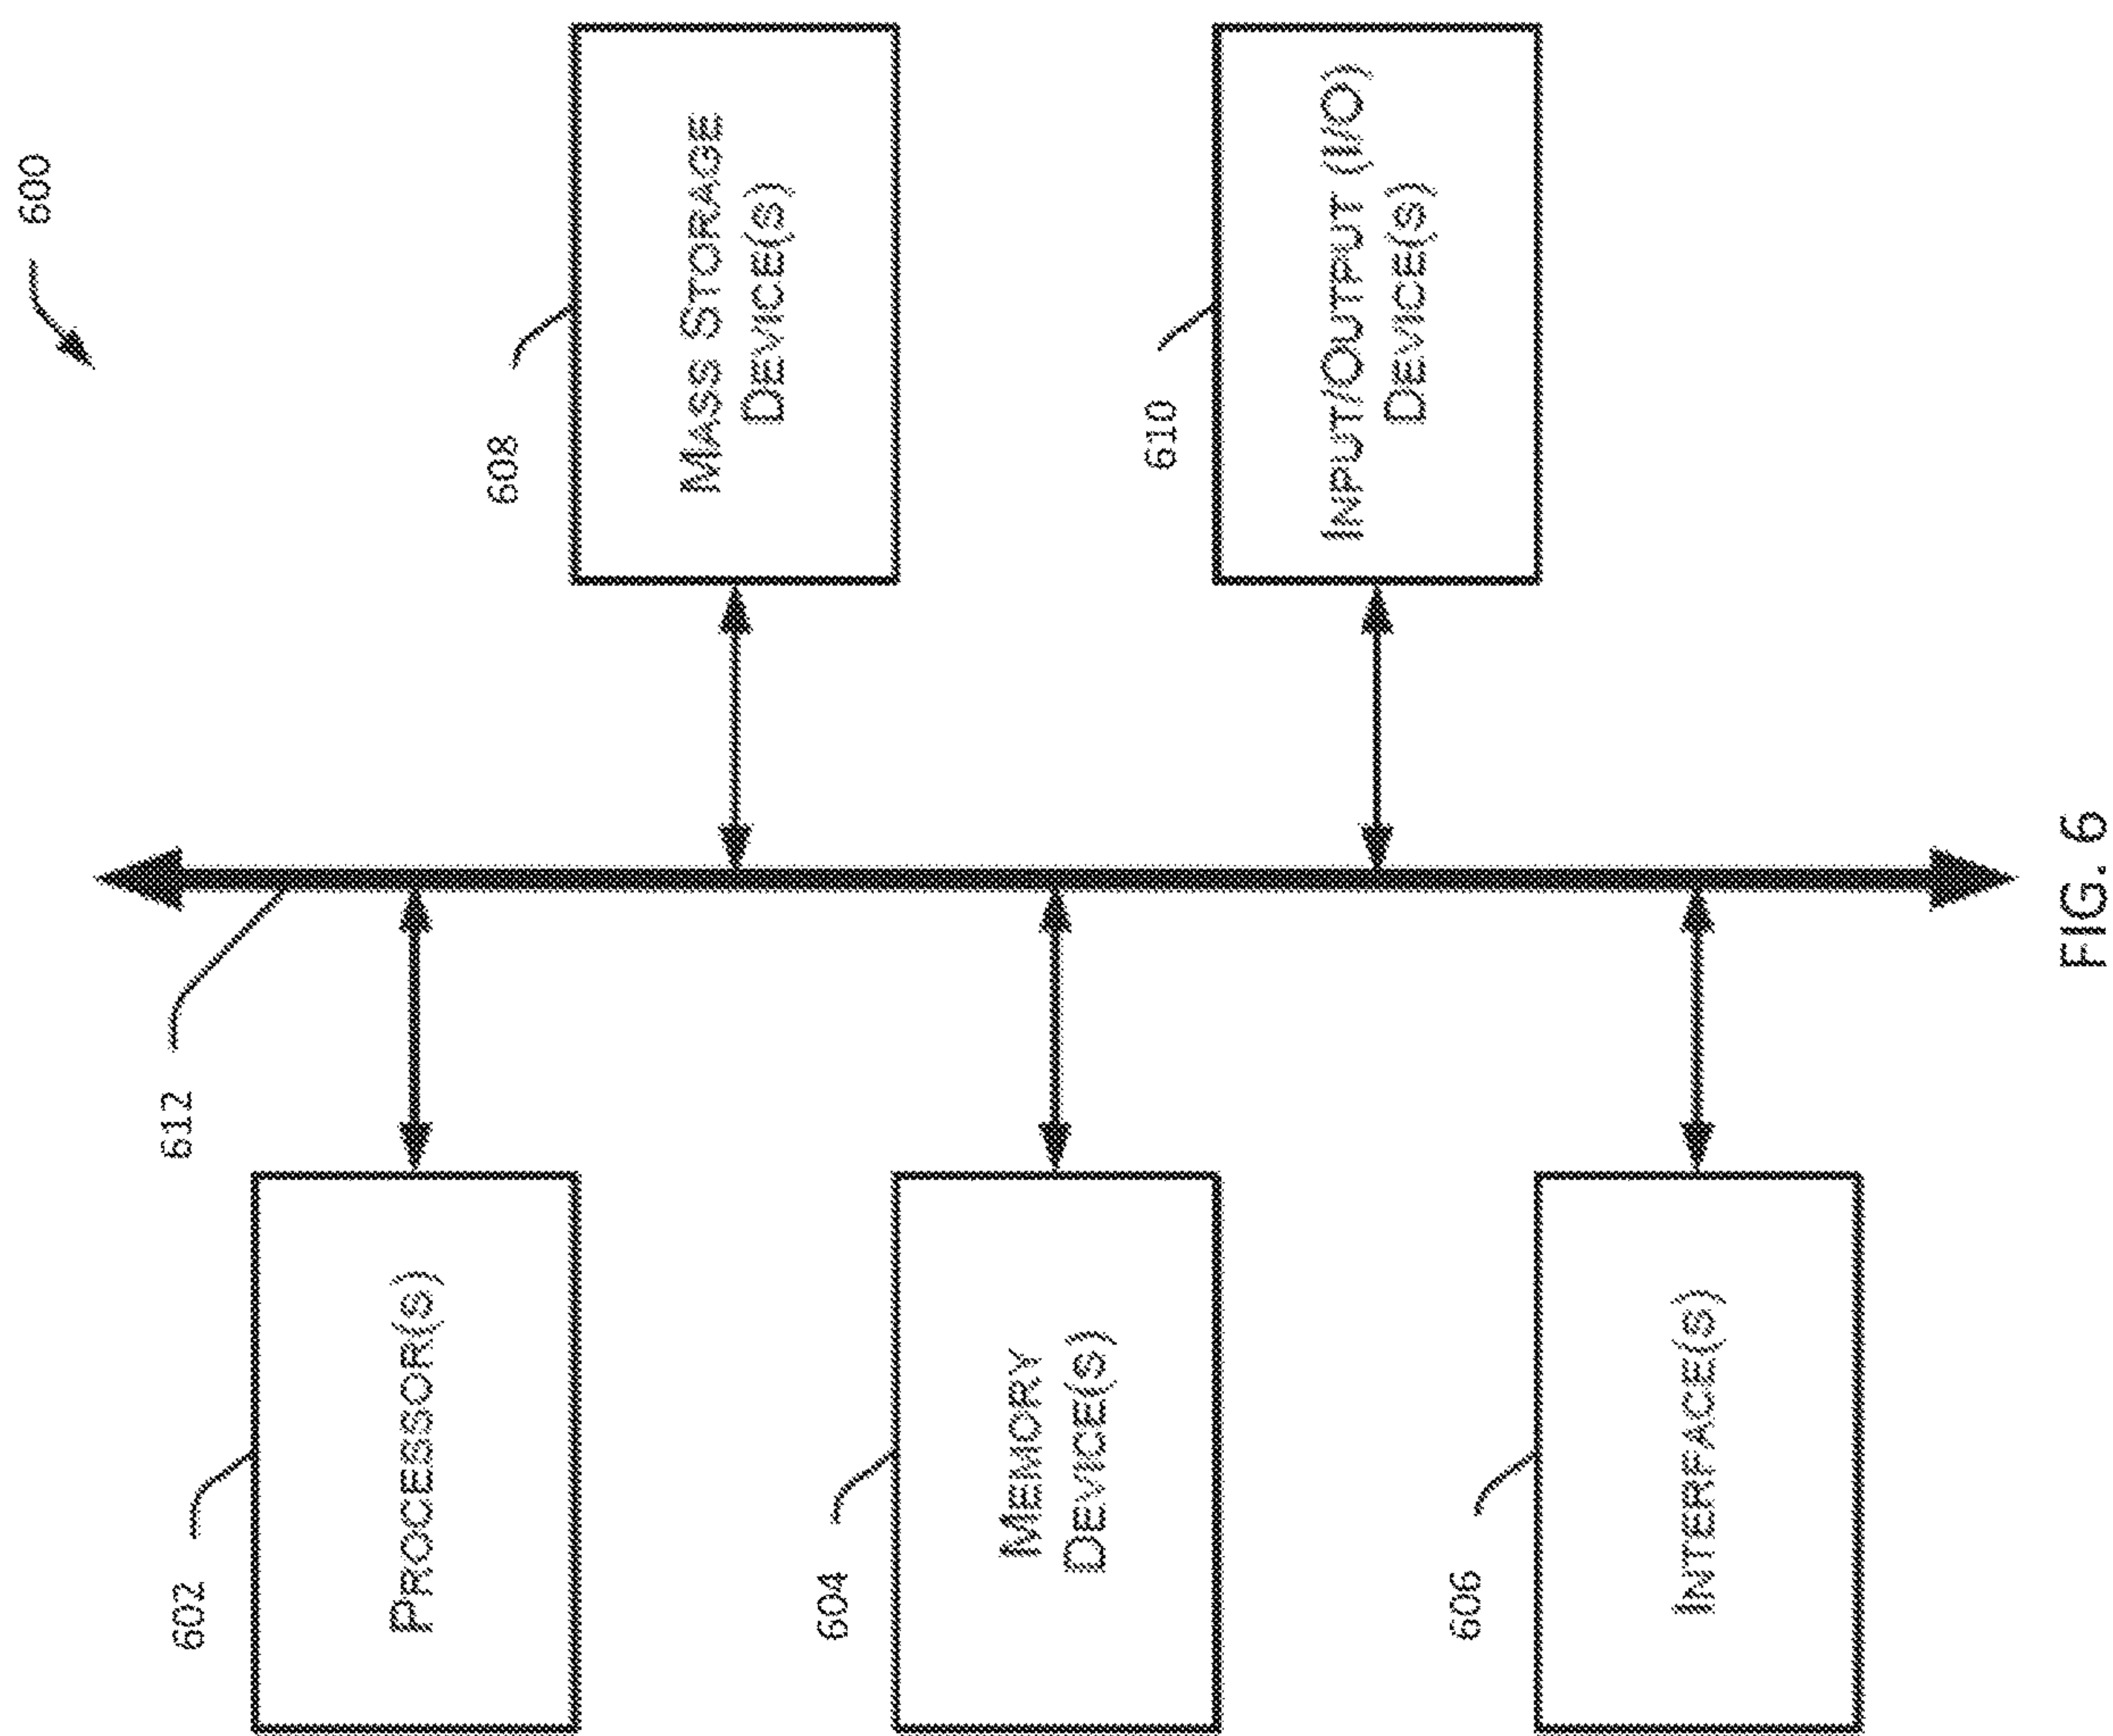 600
612
602
PROCESSOR(S)
608
MASS STORAGE
DEVICE(S)
604
MEMORY
DEVICE(S)
610
INPUT/OUTPUT (I/O)
DEVICE(S)
606
INTERFACE(S)
FIG. 6